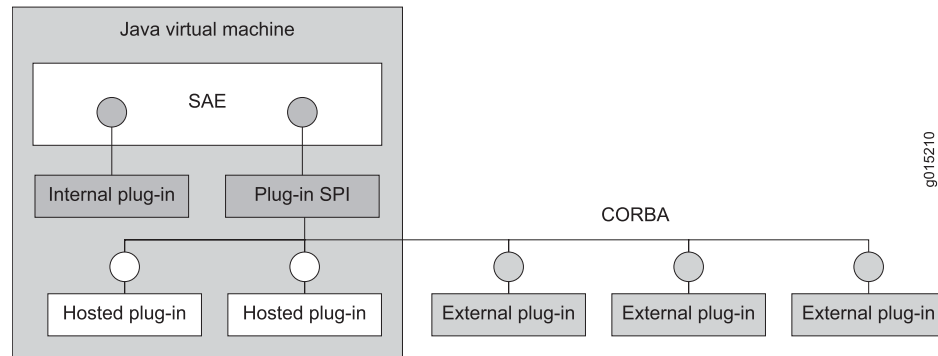 Java virtual machine
SAE
Internal plug-in
Plug-in SPI
CORBA
g015210
Hosted plug-in
Hosted plug-in
External plug-in
External plug-in
External plug-in